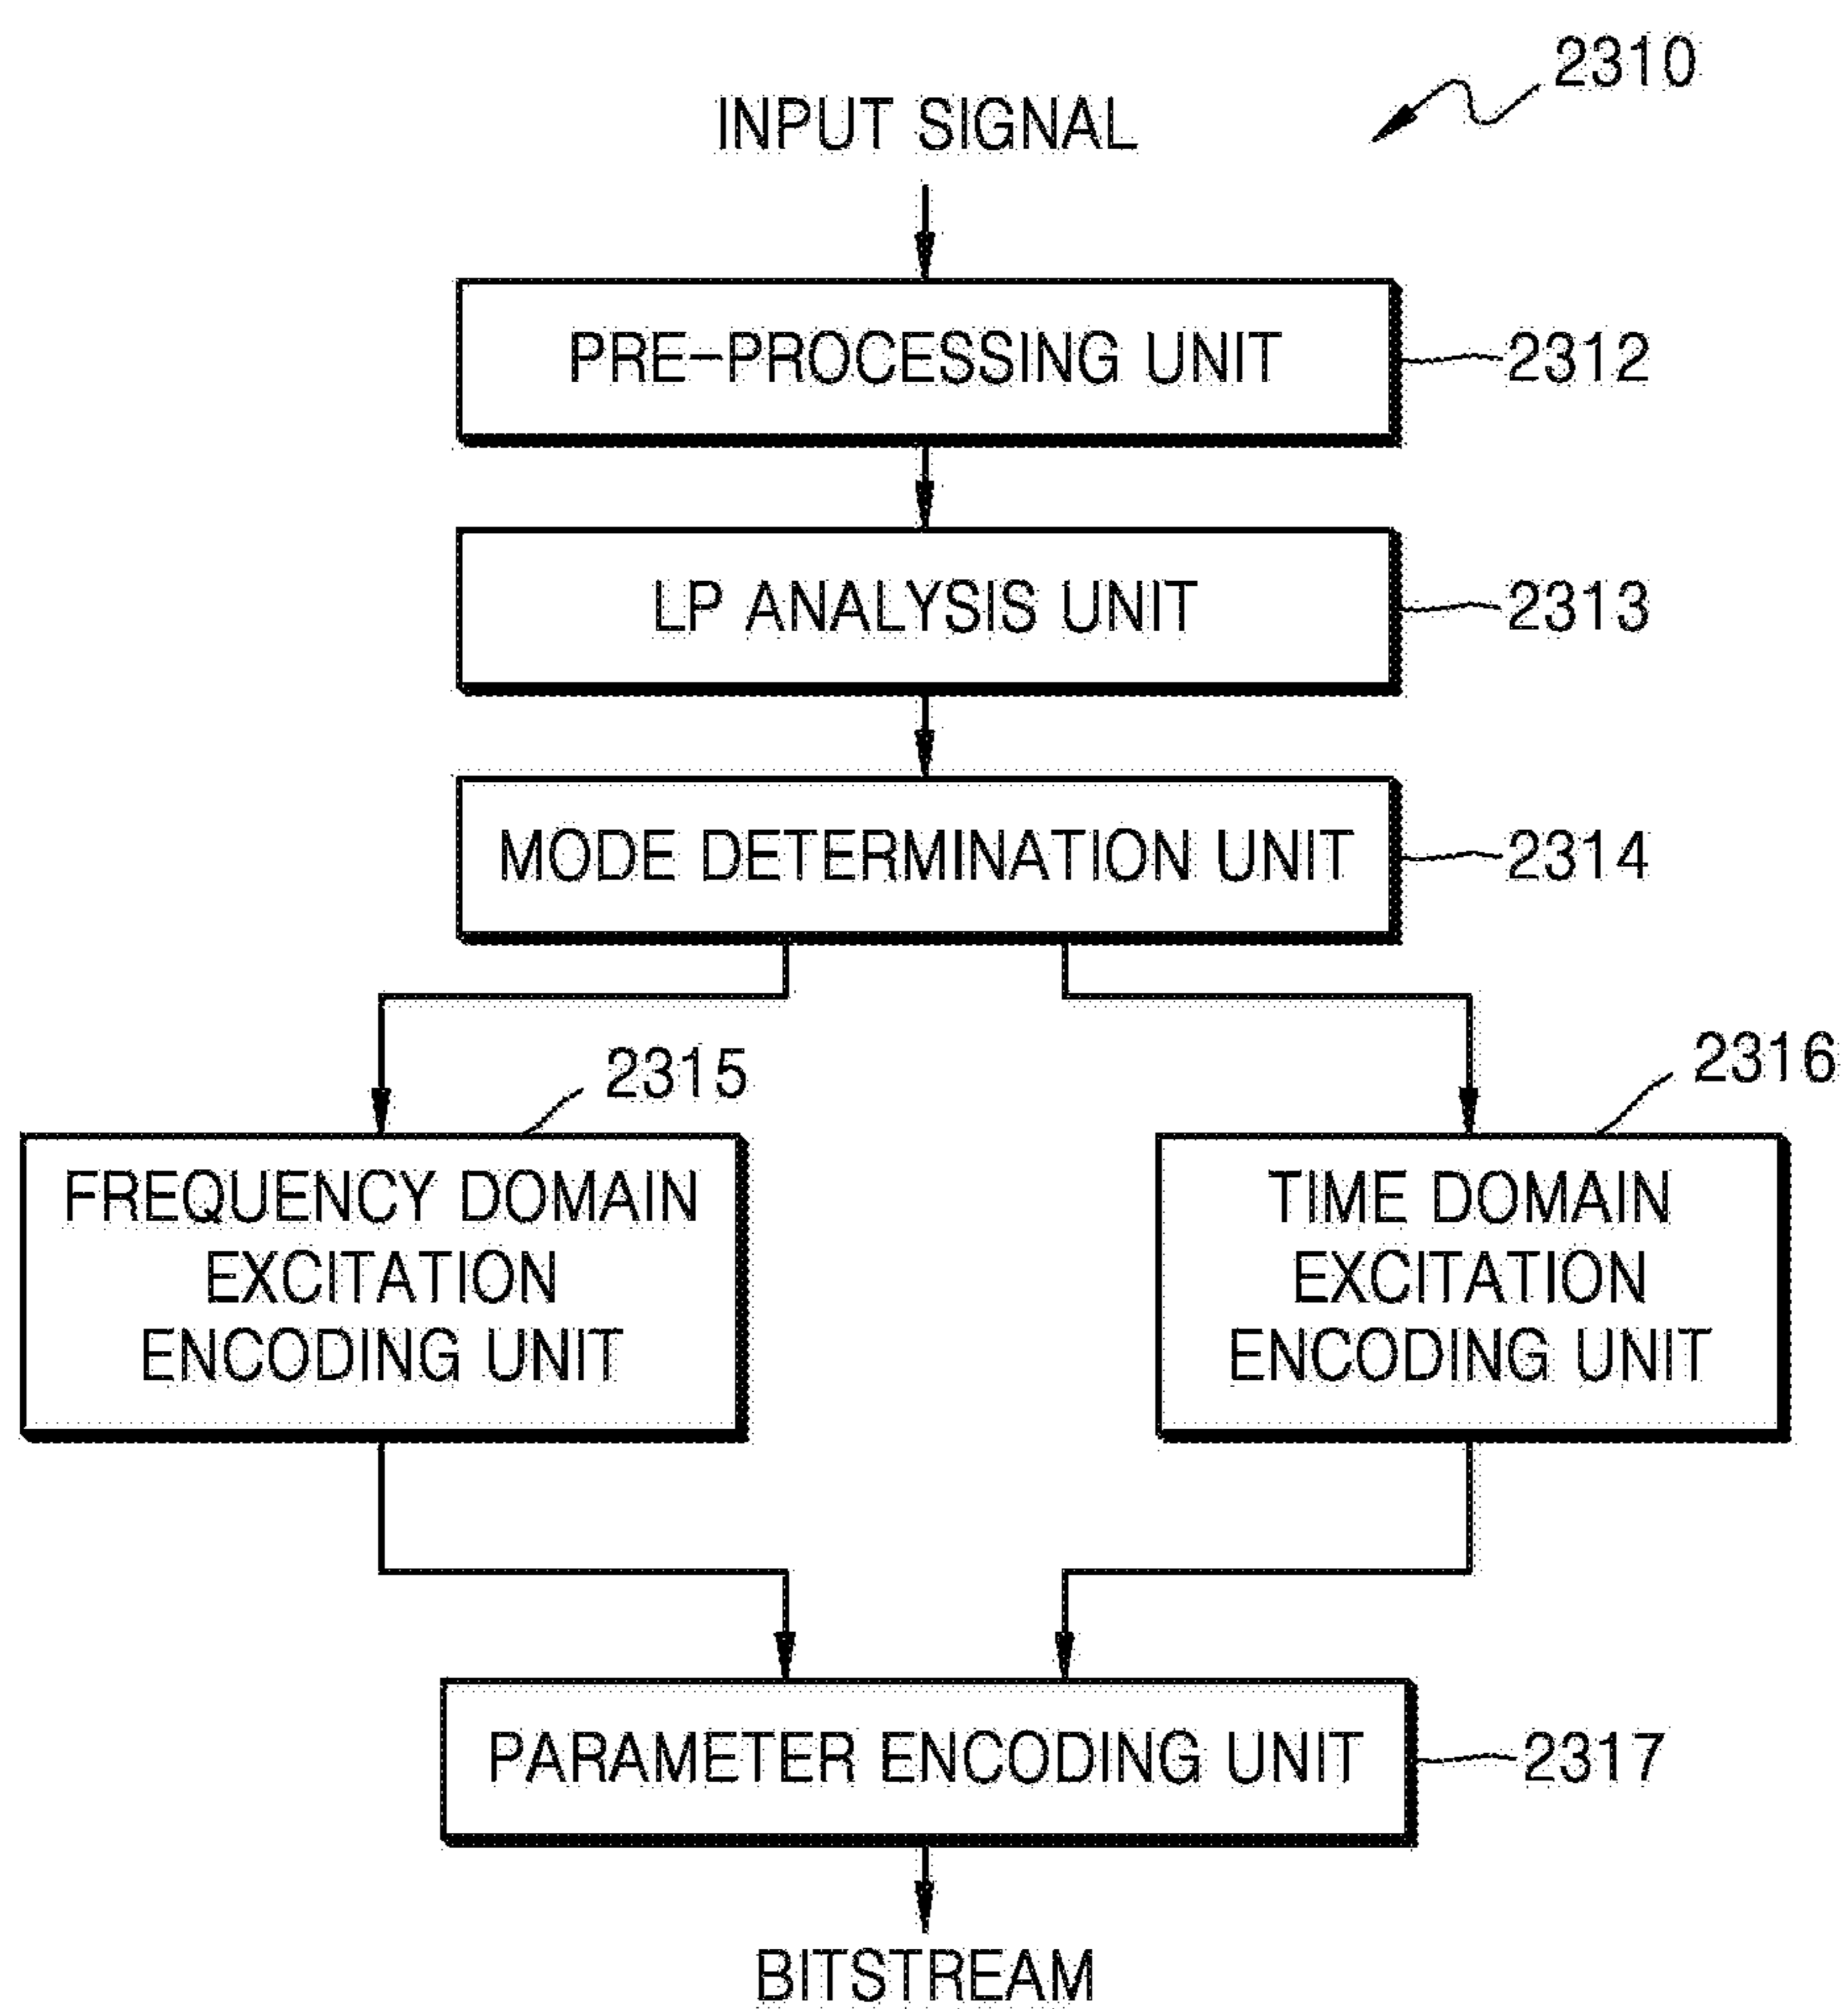 2310
INPUT SIGNAL
PRE-PROCESSING UNIT
2312
LP ANALYSIS UNIT
2313
MODE DETERMINATION UNIT
2314
2315
2316
FREQUENCY DOMAIN
EXCITATION
ENCODING UNIT
TIME DOMAIN
EXCITATION
ENCODING UNIT
PARAMETER ENCODING UNIT
2317
BITSTREAM